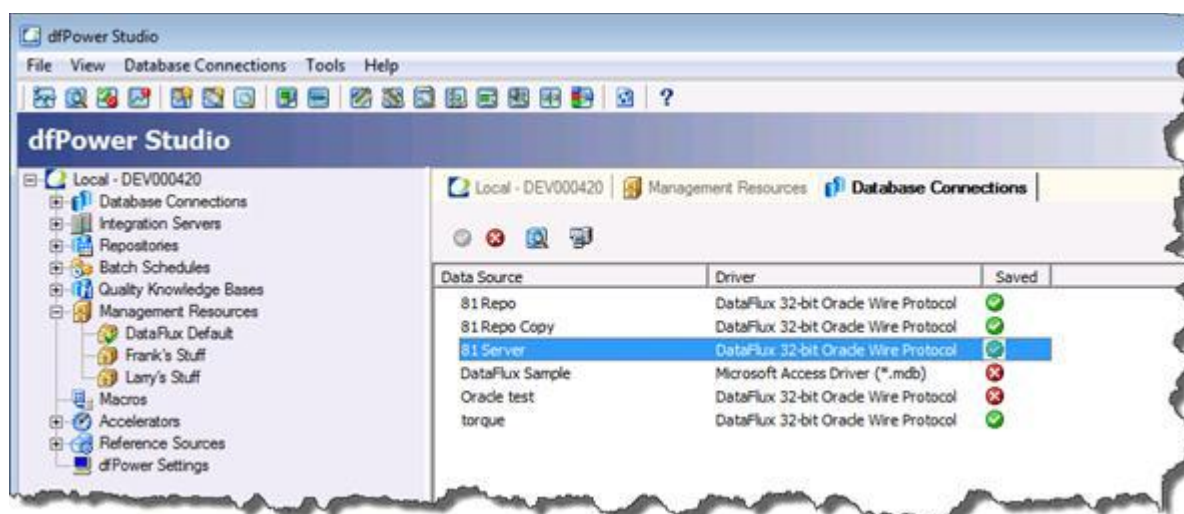 dfPower Studio
File View Database Connections Tools Help
?
dfPower Studio
Local - DEV000420
Database Connections
Integration Servers
Repositories
Batch Schedules
Quality Knowledge Bases
Management Resources
DataFlux Default
Frank's Stuff
Larry's Stuff
Macros
Accelerators
Reference Sources
dfPower Settings
Local - DEV000420 Management Resources Database Connections
Data Source Driver Saved
81 Repo DataFlux 32-bit Oracle Wire Protocol
81 Repo Copy DataFlux 32-bit Oracle Wire Protocol
81 Server DataFlux 32-bit Oracle Wire Protocol
DataFlux Sample Microsoft Access Driver (*.mdb)
Oracle test DataFlux 32-bit Oracle Wire Protocol
torque DataFlux 32-bit Oracle Wire Protocol